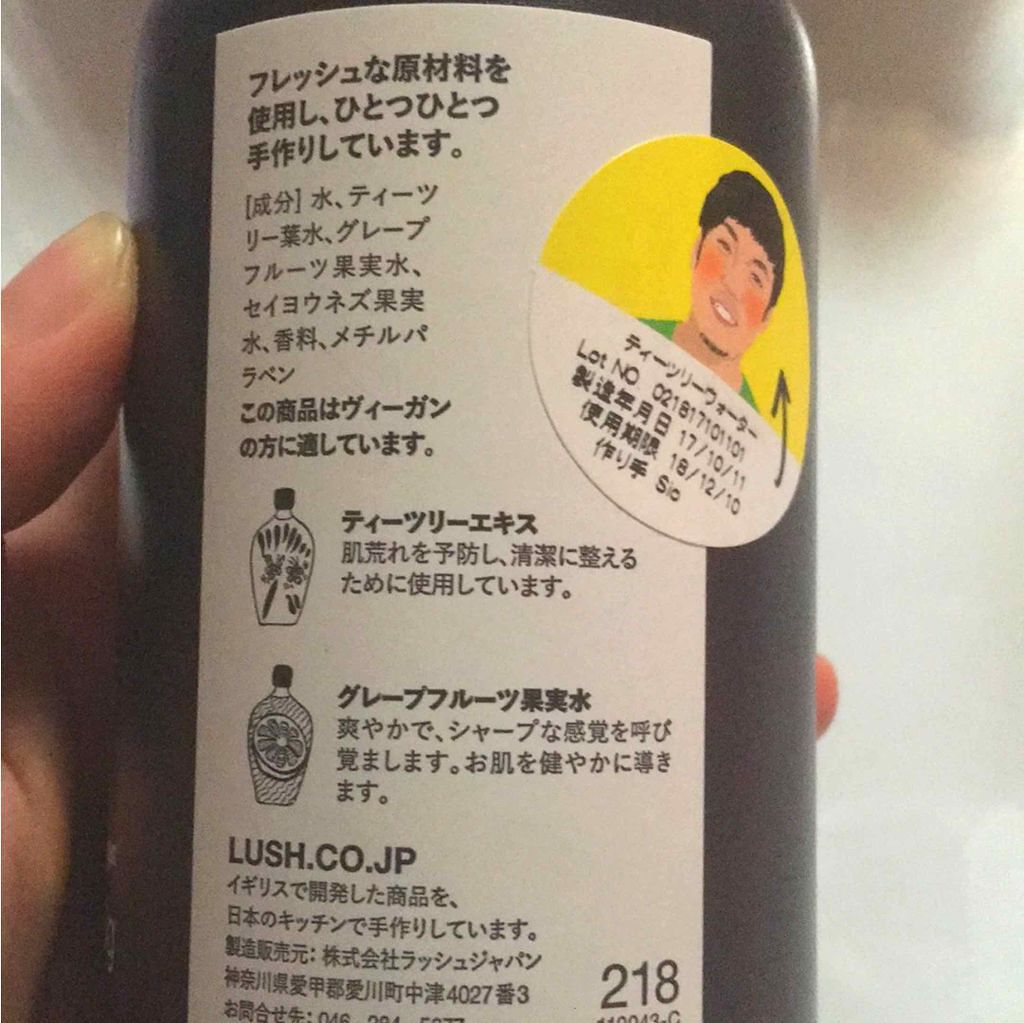 フレッシュな原材料を
使用し、ひとつひとつ
手作りしています。
[成分] 水、ティーツ
リー葉水、グレープ
フルーツ果実水、
セイヨウネズ果実
水、香料、メチルパ
ラベン
この商品はヴィーガン
の方に適しています。
ティーツリーウォーター
Lot NO 021817101101
製造年月日 17/10/11
使用期限 18/12/10
作り手 Sio
ティーツリーエキス
肌荒れを予防し、清潔に整える
ために使用しています。
グレープフルーツ果実水
爽やかで、シャープな感覚を呼び
覚まします。お肌を健やかに導き
ます。
LUSH.CO.JP
イギリスで開発した商品を、
日本のキッチンで手作りしています。
製造販売元: 株式会社ラッシュジャパン
神奈川県愛甲郡愛川町中津4027番3
218
お問合せ先: 046